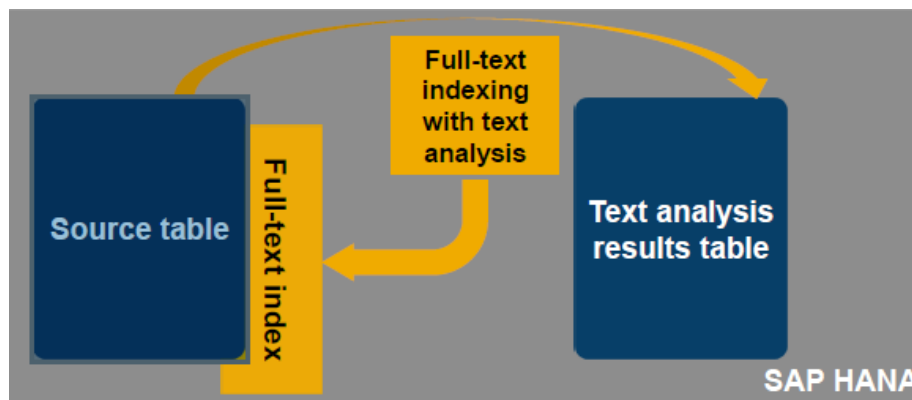 Full-text
indexing
with text
analysis
Source table
Full-text index
Text analysis
results table
SAP HANA